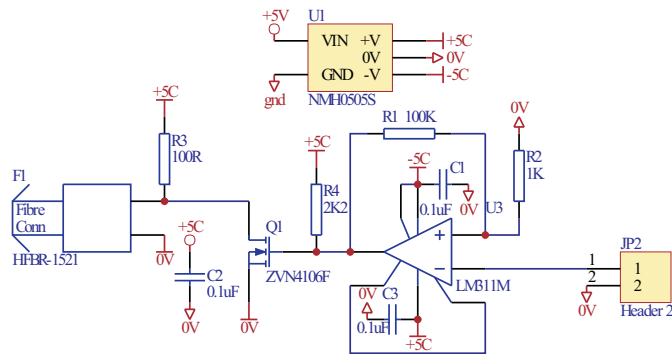 U1
+5V
VIN
+V
+5C
0V
0V
GND
-V
-5C
gnd
NMH0505S
+5C
R1 100K
0V
R3
100R
+5C
-5C
C1
R2
1K
F1
Fibre
Conn
HFBR-1521
R4
2K2
0.1uF
0V
U3
+5C
Q1
+
-
JP2
C2
0.1uF
0V
ZVN4106F
LM311M
1
1
2
2
0V
C3
0V
0V
0V
0.1uF
+5C
Header 2